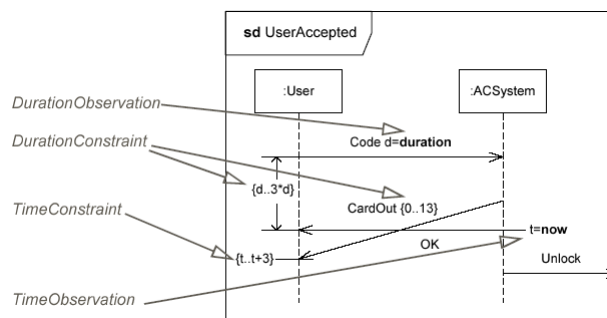 sd UserAccepted
:User
:ACSystem
DurationObservation
Code d=duration
DurationConstraint
{d..3*d}
CardOut {0..13}
TimeConstraint
t=now
OK
{t..t+3}
Unlock
TimeObservation